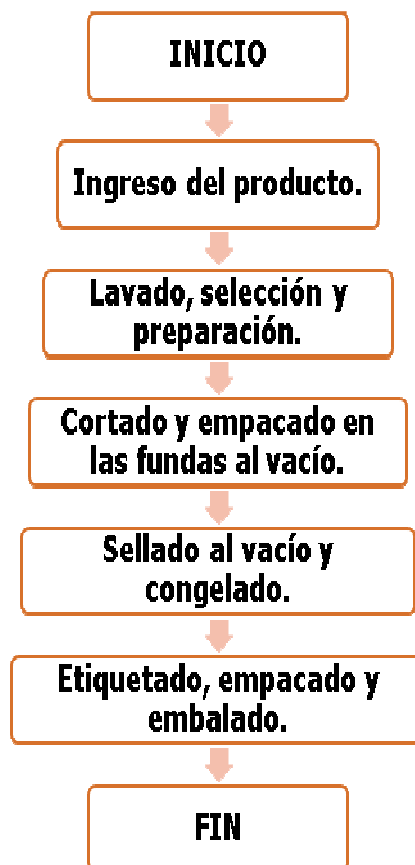 INICIO
Ingreso del producto.
Lavado, selección y
preparación.
Cortado y empacado en
las fundas al vacío.
Sellado al vacío y
congelado.
Etiquetado, empacado y
embalado.
FIN